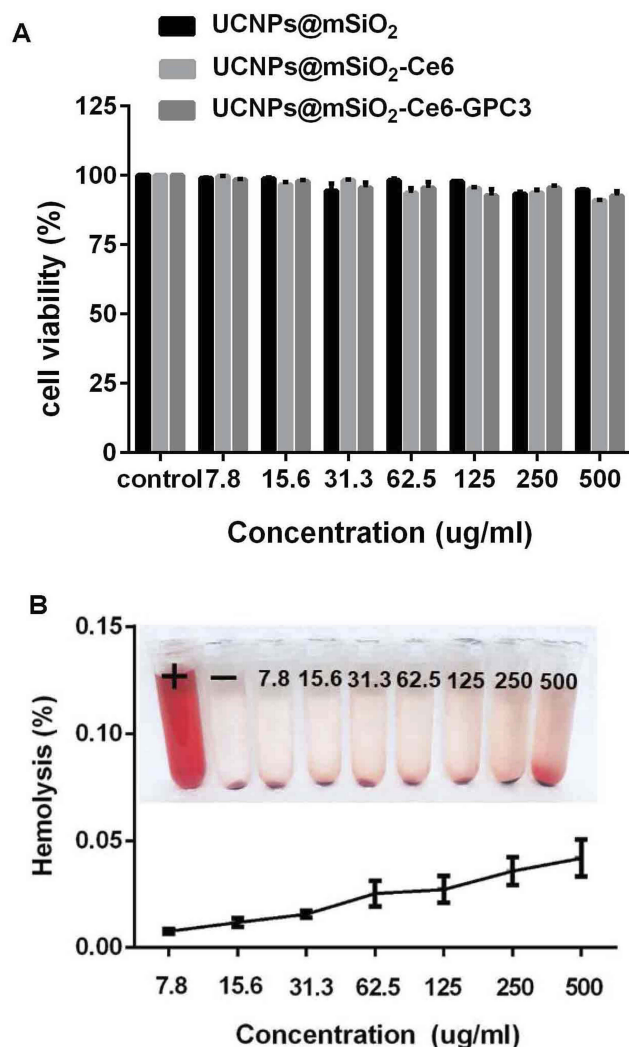 A
UCNPs@mSiO₂
UCNPs@mSiO₂-Ce6
UCNPs@mSiO₂-Ce6-GPC3
125
100
75
50
25
0
cell viability (%)
control 7.8 15.6 31.3 62.5 125 250 500
Concentration (ug/ml)
B
0.15
0.10
0.05
0.00
Hemolysis (%)
+ − 7.8 15.6 31.3 62.5 125 250 500
7.8 15.6 31.3 62.5 125 250 500
Concentration (ug/ml)